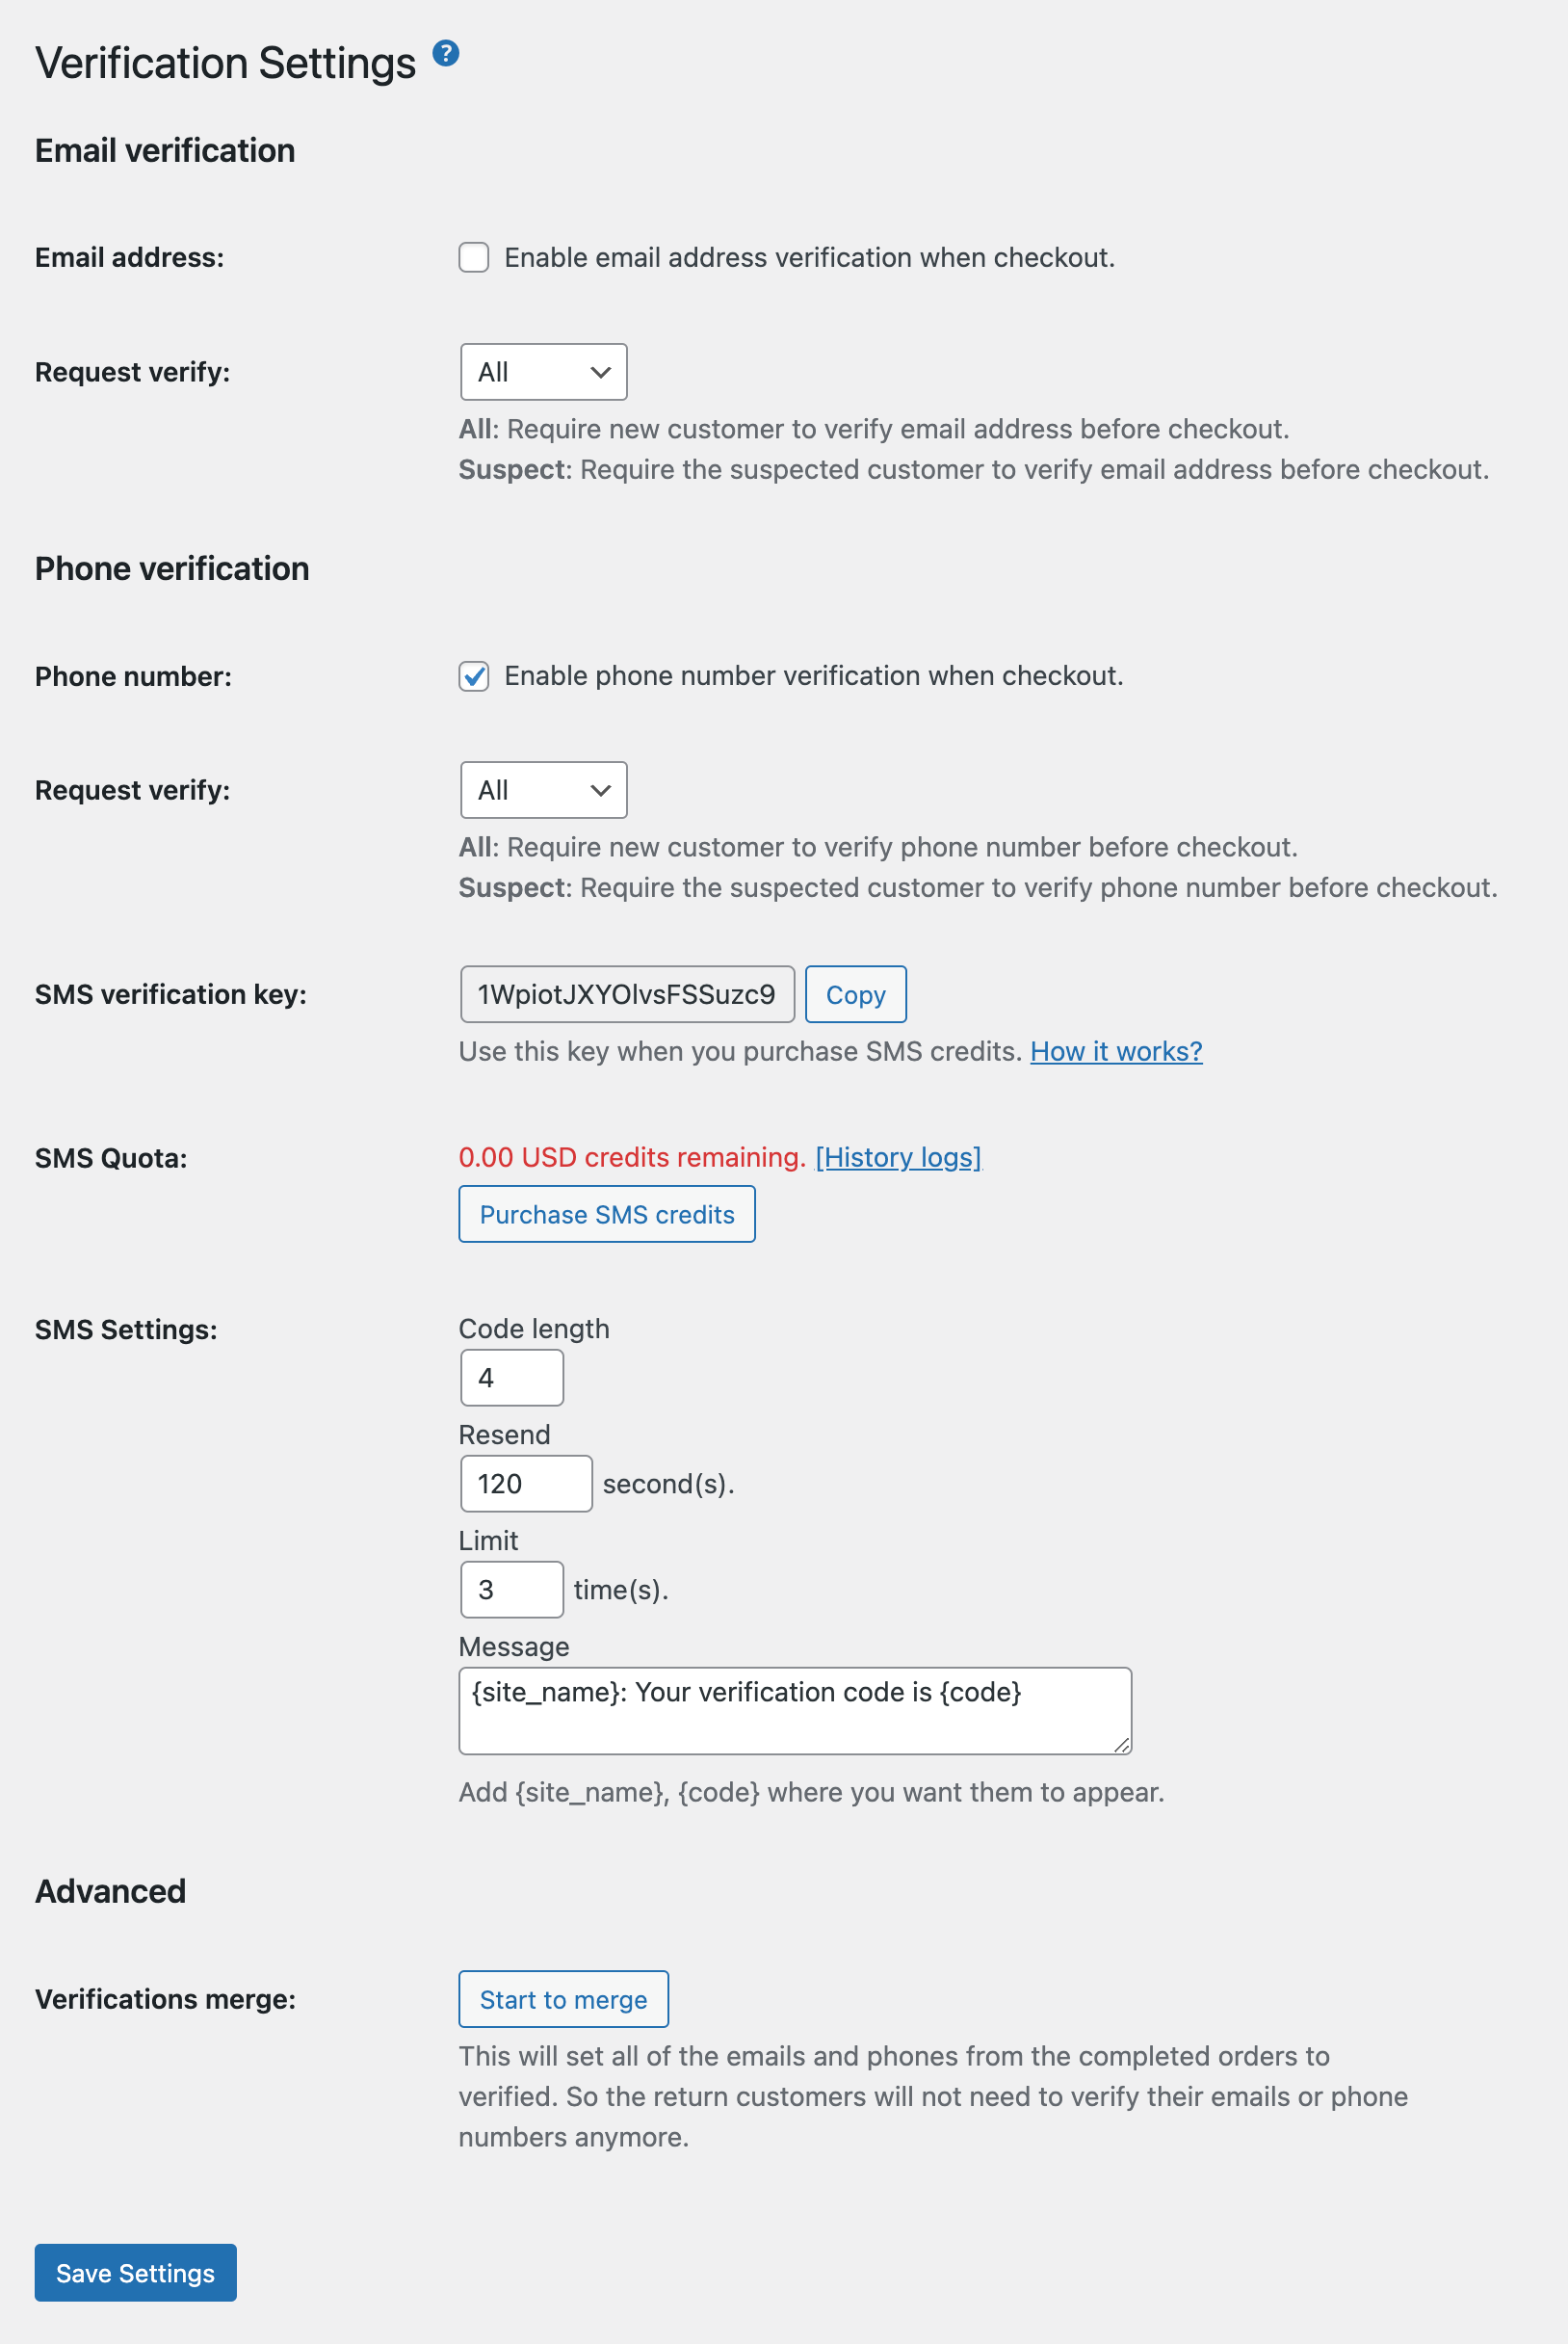 Verification Settings ?
Email verification
Email address:
Enable email address verification when checkout.
Request verify:
All
All: Require new customer to verify email address before checkout.
Suspect: Require the suspected customer to verify email address before checkout.
Phone verification
Phone number:
Enable phone number verification when checkout.
Request verify:
All
All: Require new customer to verify phone number before checkout.
Suspect: Require the suspected customer to verify phone number before checkout.
SMS verification key:
1WpiotJXYOlvsFSSuzc9
Copy
Use this key when you purchase SMS credits. How it works?
SMS Quota:
0.00 USD credits remaining. [History logs]
Purchase SMS credits
SMS Settings:
Code length
4
Resend
120 second(s).
Limit
3 time(s).
Message
{site_name}: Your verification code is {code}
Add {site_name}, {code} where you want them to appear.
Advanced
Verifications merge:
Start to merge
This will set all of the emails and phones from the completed orders to
verified. So the return customers will not need to verify their emails or phone
numbers anymore.
Save Settings